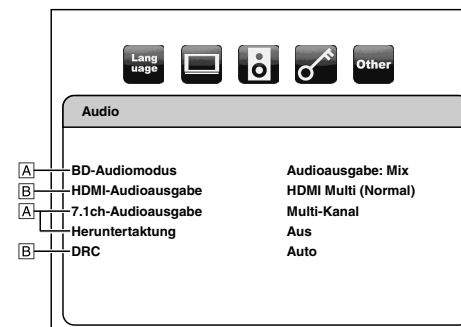 Lang
uage
Other
Audio
A BD-Audiomodus Audioausgabe: Mix
B HDMI-Audioausgabe HDMI Multi (Normal)
A 7.1ch-Audioausgabe Multi-Kanal
Heruntertaktung Aus
B DRC Auto